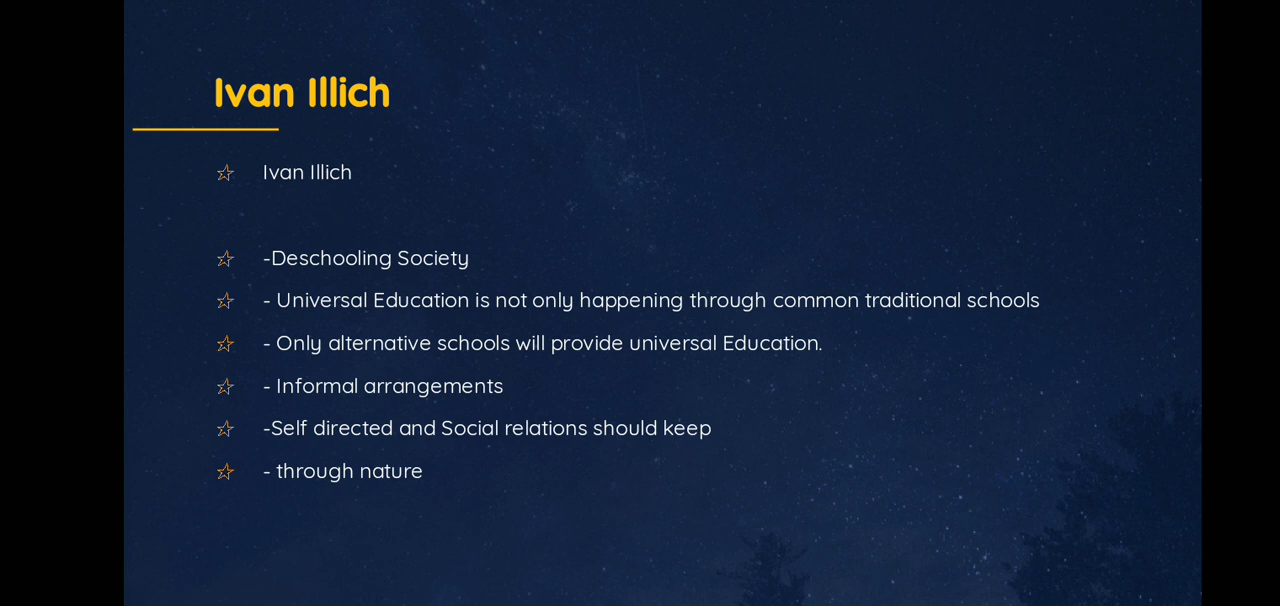 Ivan Illich
Ivan Illich
-Deschooling Society
- Universal Education is not only happening through common traditional schools
- Only alternative schools will provide universal Education.
- Informal arrangements
-Self directed and Social relations should keep
- through nature